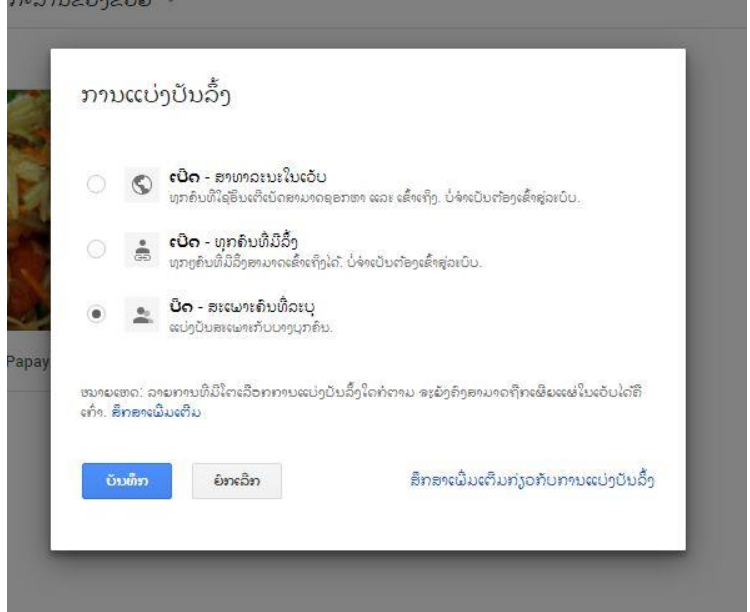 ການແບ່ງປັນລິ້ງ
ເປີດ - ສາທາລະນະໃນເວັບ
ທຸກຄົນທີ່ໃຊ້ອິນເຕີເນັດສາມາດຊອກຫາ ແລະ ເຂົ້າເຖິງ. ບໍ່ຈຳເປັນຕ້ອງເຂົ້າສູ່ລະບົບ.
ເປີດ - ທຸກຄົນທີ່ມີລິ້ງ
ທຸກໆຄົນທີ່ມີລິ້ງສາມາດເຂົ້າເຖິງໄດ້. ບໍ່ຈຳເປັນຕ້ອງເຂົ້າສູ່ລະບົບ.
ປິດ - ສະເພາະຄົນທີ່ລະບຸ
ແບ່ງປັນສະເພາະກັບບາງບຸກຄົນ.
Papay
ໝາຍເຫດ: ລາຍການທີ່ມີໂຕເລືອກການແບ່ງປັນລິ້ງໃດກໍຕາມ ຈະຍັງຄົງສາມາດຖືກເຜີຍແຜ່ໃນເວັບໄດ້ຄື
ເກົ່າ. ສຶກສາເພີ່ມເຕີມ
ບັນທຶກ
ຍົກເລີກ
ສຶກສາເພີ່ມເຕີມກ່ຽວກັບການແບ່ງປັນລິ້ງ